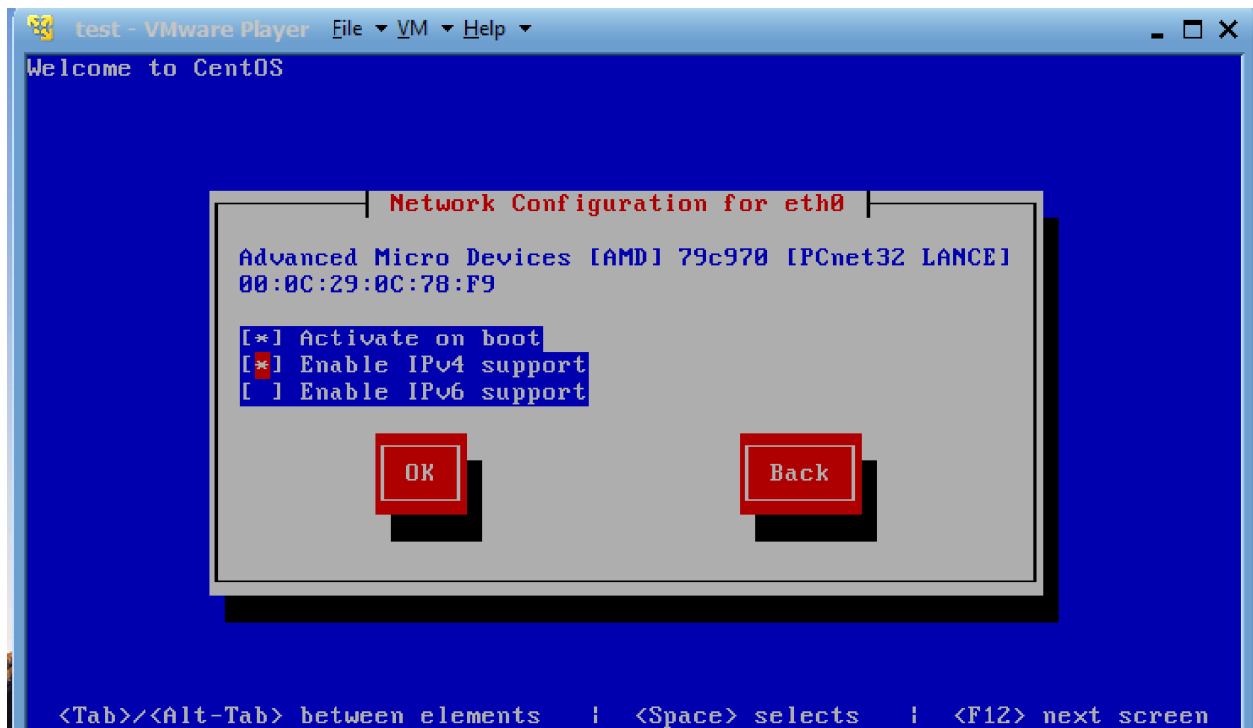 test - VMware Player File VM Help
Welcome to CentOS
Network Configuration for eth0
Advanced Micro Devices [AMD] 79c970 [PCnet32 LANCE]
00:0C:29:0C:78:F9
[*] Activate on boot
[*] Enable IPv4 support
[ ] Enable IPv6 support
OK Back
<Tab>/<Alt-Tab> between elements | <Space> selects | <F12> next screen